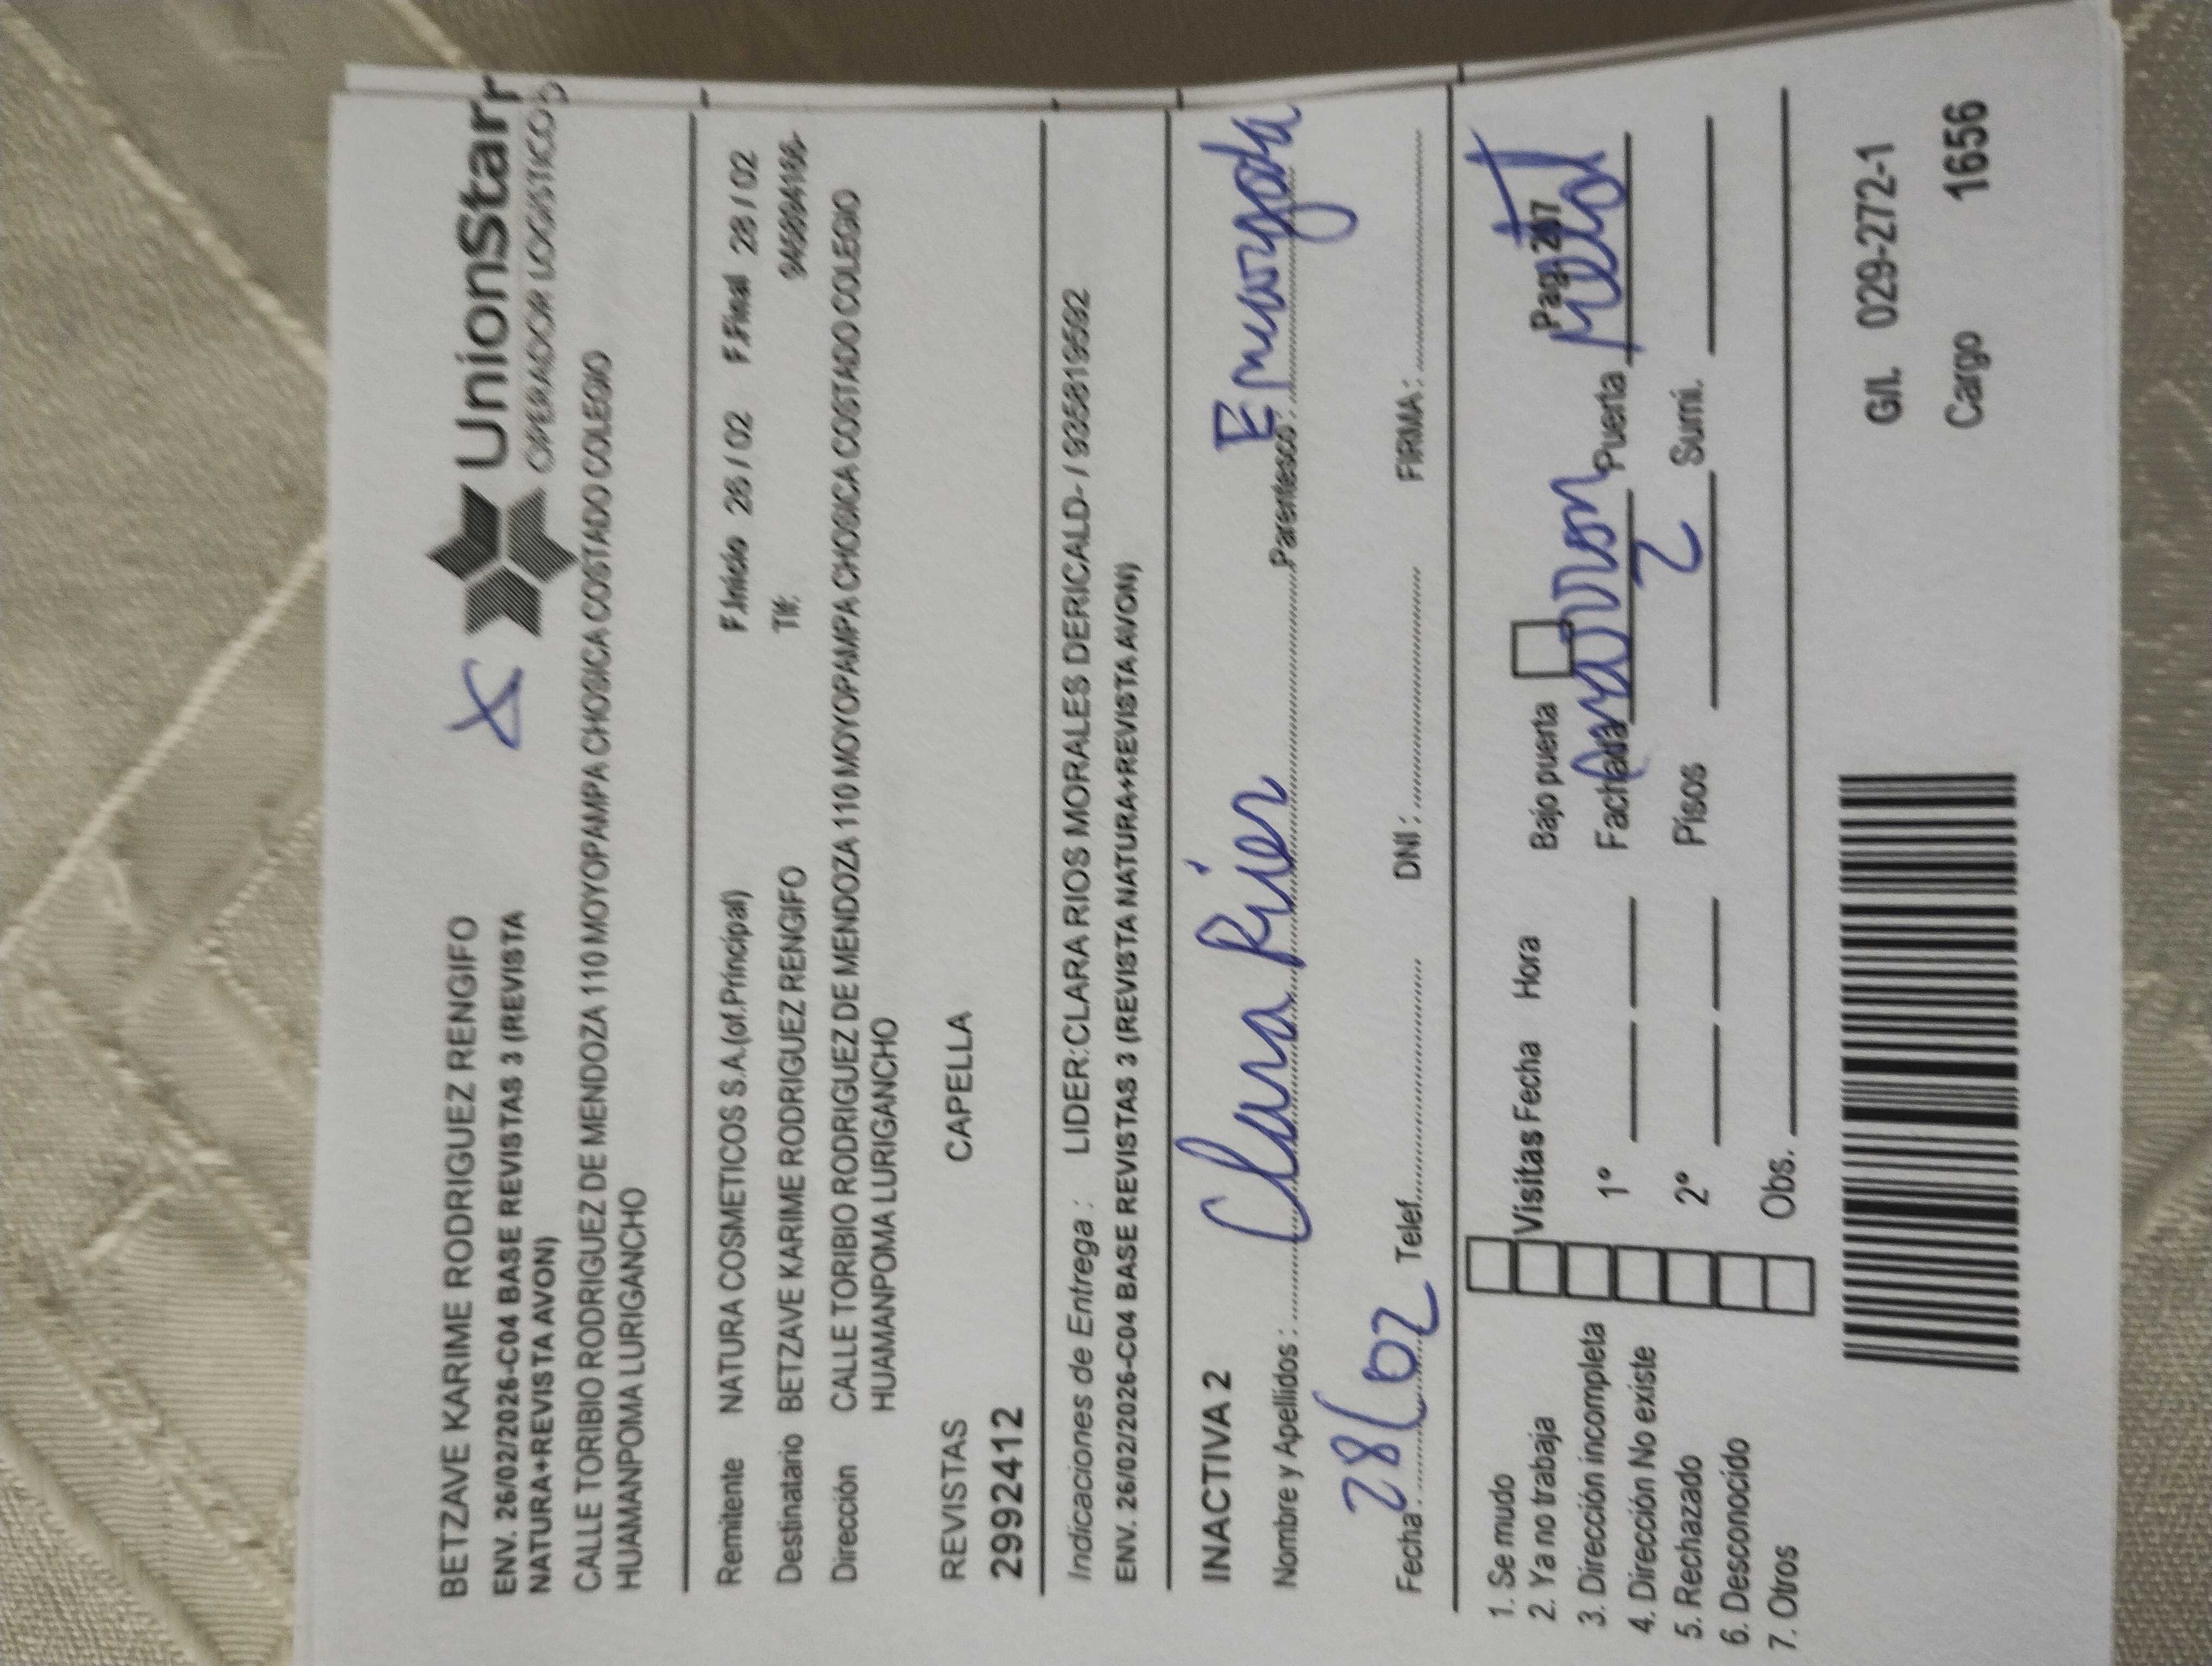 BETZAVE KARIME RODRIGUEZ RENGIFO
ENV. 26/02/2026-C04 BASE REVISTAS 3 (REVISTA
NATURA+REVISTA AVON)
X UnionStar
OPERADOR LOGISTICO
CALLE TORIBIO RODRIGUEZ DE MENDOZA 110 MOYOPAMPA CHOSICA COSTADO COLEGIO
HUAMANPOMA LURIGANCHO
Remitente NATURA COSMETICOS S.A.(of.Principal) F.Inicio 26 / 02 F.Final 28 / 02
Destinatario BETZAVE KARIME RODRIGUEZ RENGIFO Tlf:
Dirección CALLE TORIBIO RODRIGUEZ DE MENDOZA 110 MOYOPAMPA CHOSICA COSTADO COLEGIO
HUAMANPOMA LURIGANCHO
REVISTAS CAPELLA
2992412
Indicaciones de Entrega : LIDER:CLARA RIOS MORALES DERICALD- / 935819592
ENV. 26/02/2026-C04 BASE REVISTAS 3 (REVISTA NATURA+REVISTA AVON)
INACTIVA 2
Nombre y Apellidos : Clara Parentesco :
Fecha: 28/02 Telef. DNI : FIRMA :
1. Se mudo
2. Ya no trabaja
3. Dirección incompleta
4. Dirección No existe
5. Rechazado
6. Desconocido
7. Otros
Visitas Fecha Hora Bajo puerta Pag. 207
1° Fachada Puerta Metal
2° Pisos 2 Sumi.
Obs.
G/L 029-272-1
Cargo 1656